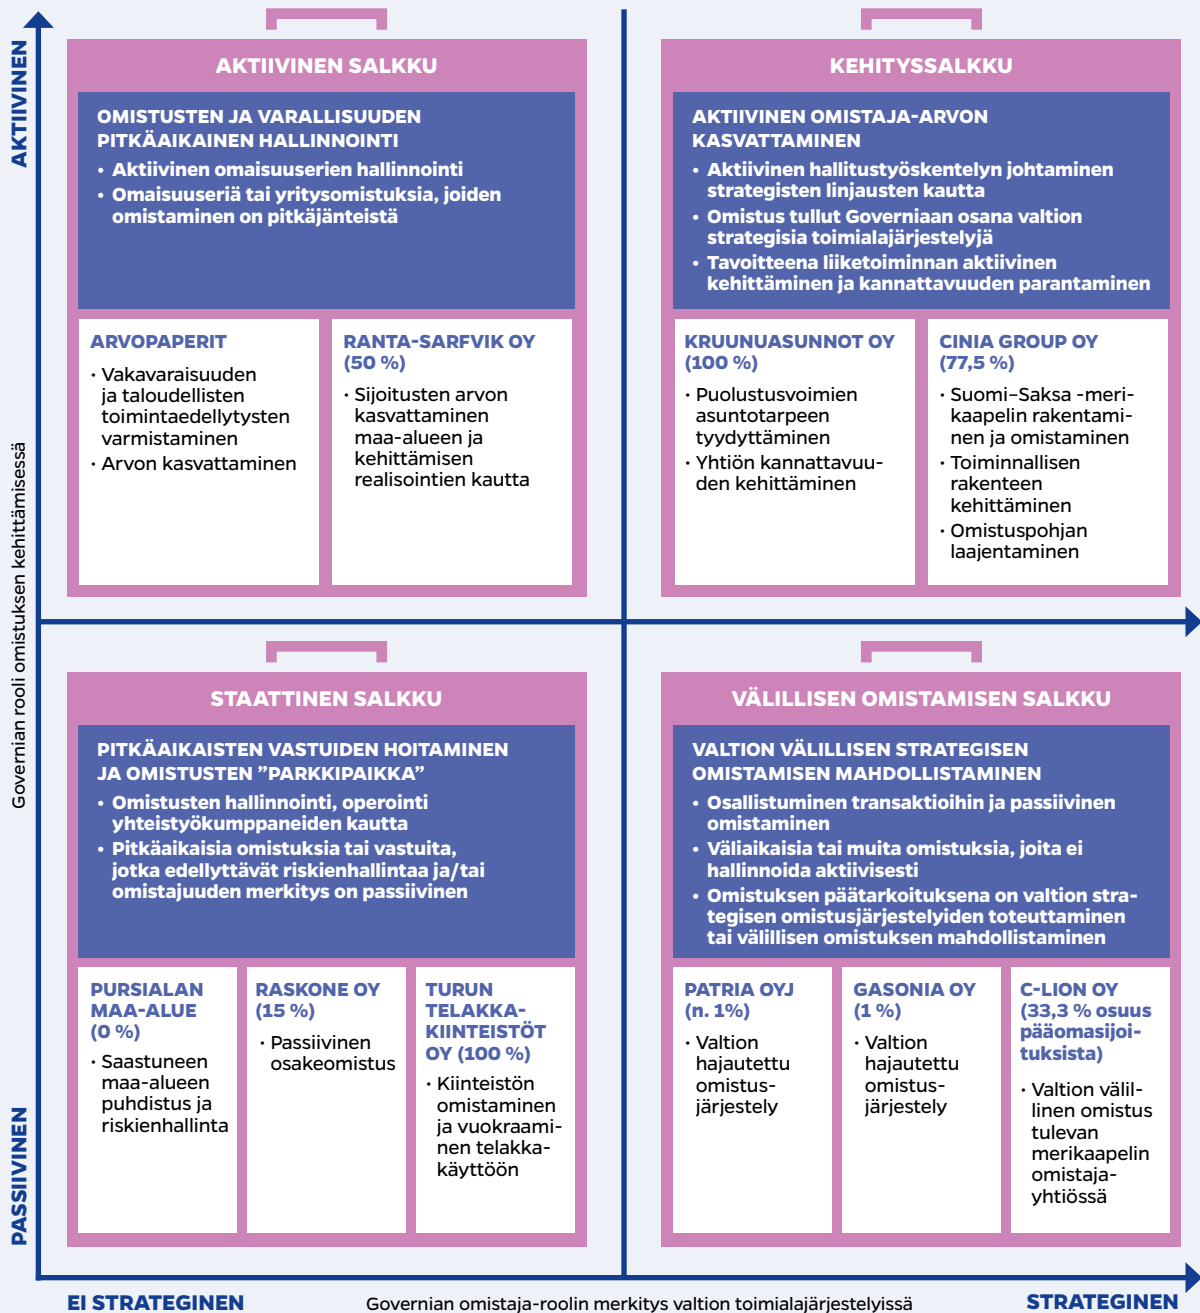 AKTIIVINEN
Governian rooli omistuksen kehittämisessä
PASSIIVINEN
AKTIIVINEN SALKKU
OMISTUSTEN JA VARALLISUUDEN
PITKÄAIKAINEN HALLINNOINTI
• Aktiivinen omaisuuserien hallinnointi
• Omaisuuseriä tai yritysomistuksia, joiden
omistaminen on pitkäjänteistä
ARVOPAPERIT
· Vakavaraisuuden
ja taloudellisten
toimintaedellytysten
varmistaminen
· Arvon kasvattaminen
RANTA-SARFVIK OY
(50 %)
· Sijoitusten arvon
kasvattaminen
maa-alueen ja
kehittämisen
realisointien kautta
KEHITYSSALKKU
AKTIIVINEN OMISTAJA-ARVON
KASVATTAMINEN
• Aktiivinen hallitustyöskentelyn johtaminen
strategisten linjausten kautta
• Omistus tullut Governiaan osana valtion
strategisia toimialajärjestelyjä
• Tavoitteena liiketoiminnan aktiivinen
kehittäminen ja kannattavuuden parantaminen
KRUUNUASUNNOT OY
(100 %)
· Puolustusvoimien
asuntotarpeen
tyydyttäminen
· Yhtiön kannattavuu-
den kehittäminen
CINIA GROUP OY
(77,5 %)
· Suomi–Saksa -meri-
kaapelin rakentami-
nen ja omistaminen
· Toiminnallisen
rakenteen
kehittäminen
· Omistuspohjan
laajentaminen
STAATTINEN SALKKU
PITKÄAIKAISTEN VASTUIDEN HOITAMINEN
JA OMISTUSTEN ”PARKKIPAIKKA”
• Omistusten hallinnointi, operointi
yhteistyökumppaneiden kautta
• Pitkäaikaisia omistuksia tai vastuita,
jotka edellyttävät riskienhallintaa ja/tai
omistajuuden merkitys on passiivinen
PURSIALAN
MAA-ALUE
(0 %)
· Saastuneen
maa-alueen
puhdistus ja
riskienhallinta
RASKONE OY
(15 %)
· Passiivinen
osakeomistus
TURUN
TELAKKA-
KIINTEISTÖT
OY (100 %)
· Kiinteistön
omistaminen
ja vuokraami-
nen telakka-
käyttöön
VÄLILLISEN OMISTAMISEN SALKKU
VALTION VÄLILLISEN STRATEGISEN
OMISTAMISEN MAHDOLLISTAMINEN
• Osallistuminen transaktioihin ja passiivinen
omistaminen
• Väliaikaisia tai muita omistuksia, joita ei
hallinnoida aktiivisesti
• Omistuksen päätarkoituksena on valtion stra-
tegisen omistusjärjestelyiden toteuttaminen
tai välillisen omistuksen mahdollistaminen
PATRIA OYJ
(n. 1%)
· Valtion
hajautettu
omistus-
järjestely
GASONIA OY
(1 %)
· Valtion
hajautettu
omistus-
järjestely
C-LION OY
(33,3 % osuus
pääomasijoi-
tuksista)
· Valtion välil-
linen omistus
tulevan
merikaapelin
omistaja-
yhtiössä
EI STRATEGINEN
Governian omistaja-roolin merkitys valtion toimialajärjestelyissä
STRATEGINEN